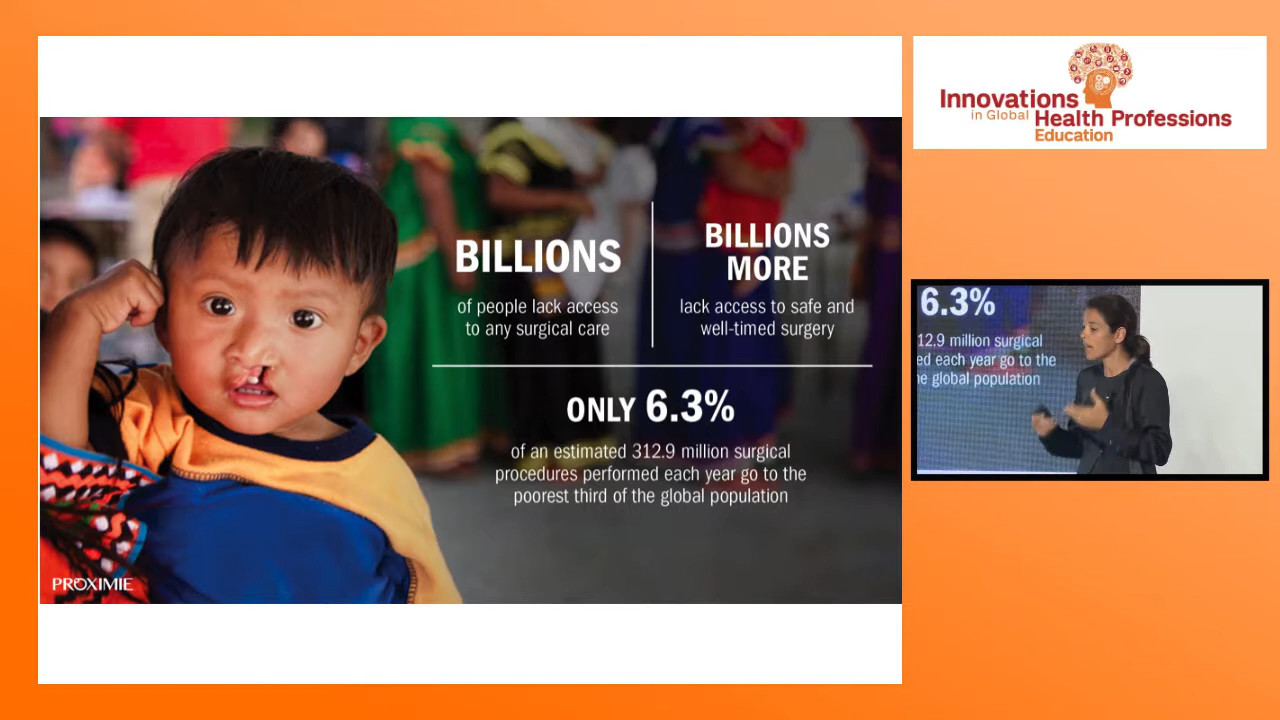 BILLIONS
of people lack access
to any surgical care
BILLIONS
MORE
lack access to safe and
well-timed surgery
ONLY 6.3%
of an estimated 312.9 million surgical
procedures performed each year go to the
poorest third of the global population
PROXIMIE
Innovations
in Global Health Professions
Education
6.3%
12.9 million surgical
ed each year go to the
e global population